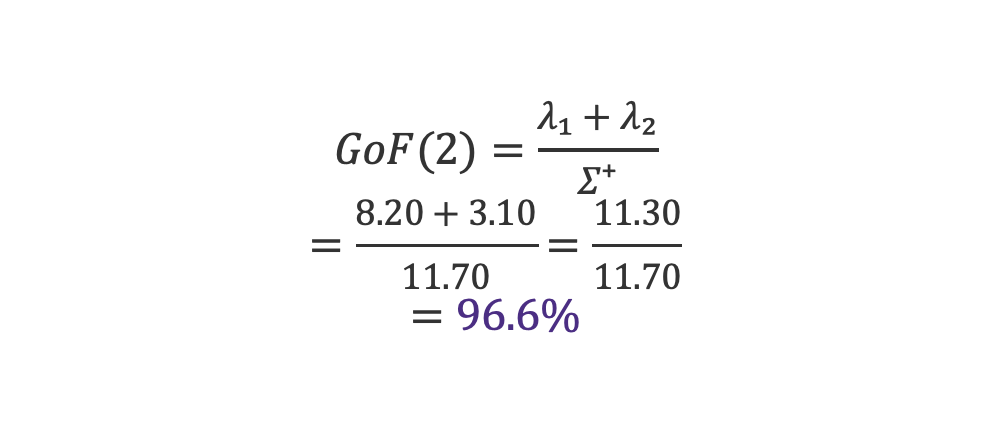 GoF(2) = λ₁ + λ₂ / Σ⁺
= 8.20 + 3.10 / 11.70 = 11.30 / 11.70
= 96.6%